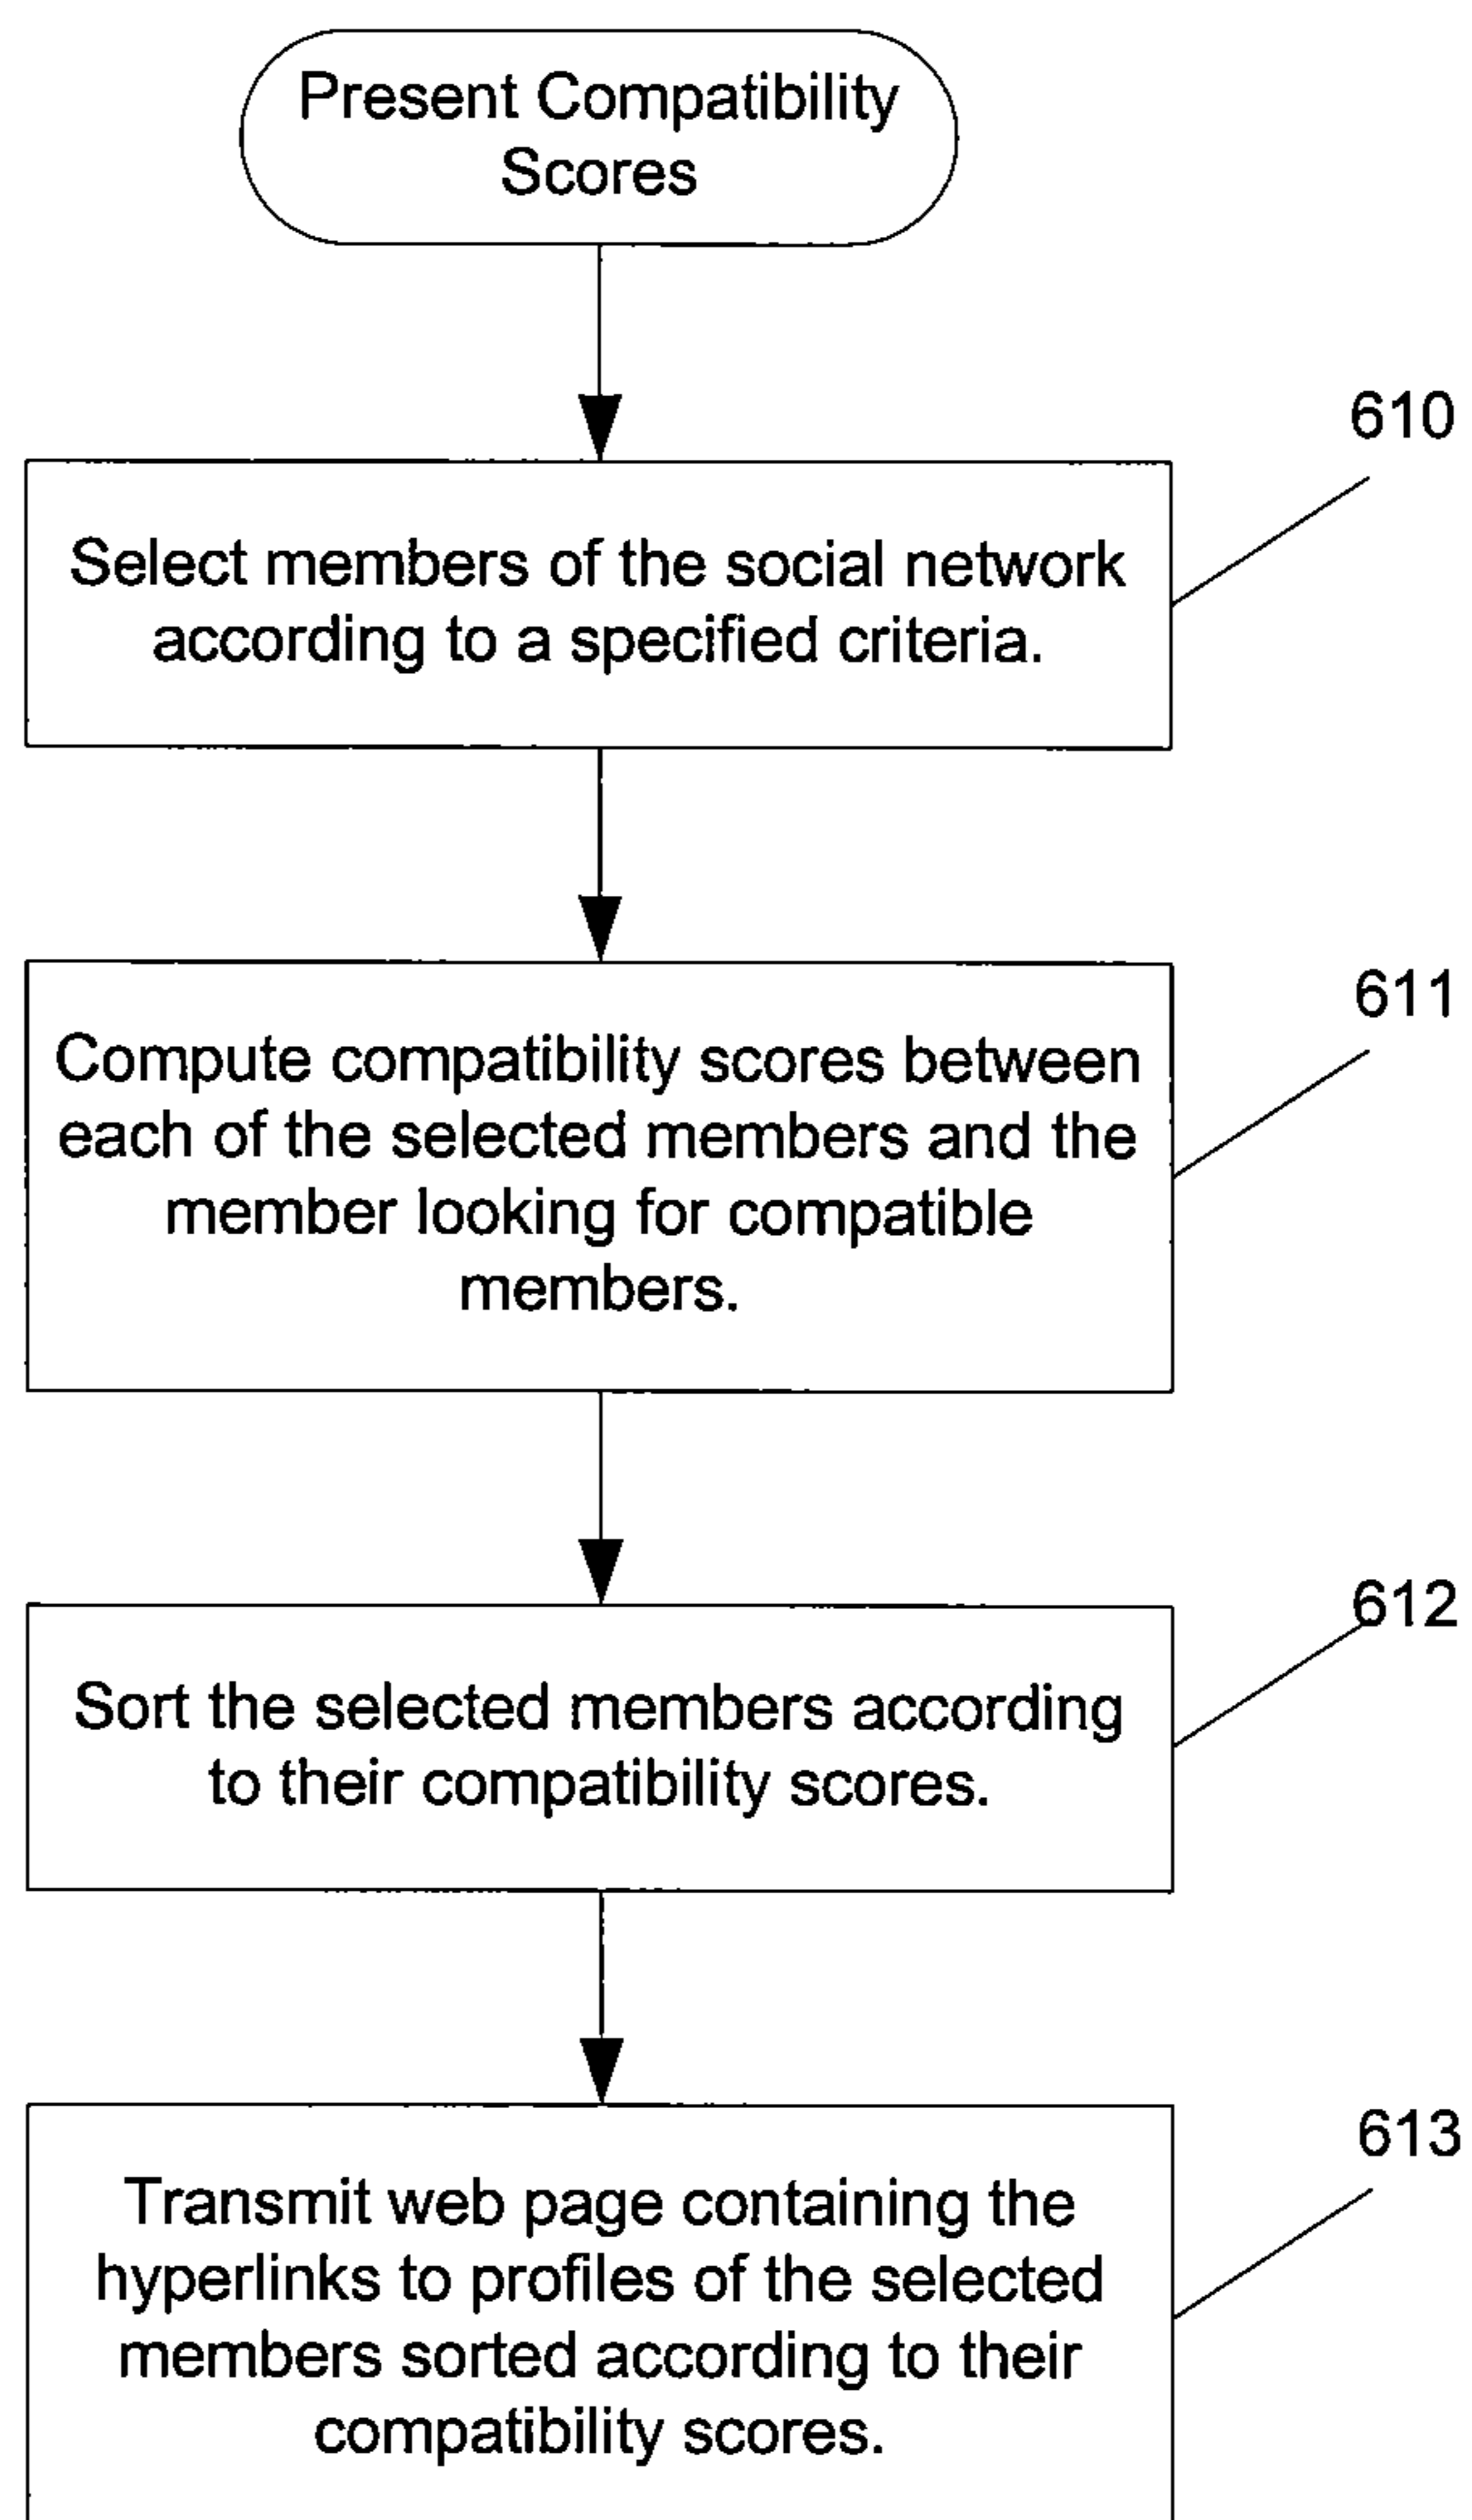 Present Compatibility
Scores
610
Select members of the social network
according to a specified criteria.
611
Compute compatibility scores between
each of the selected members and the
member looking for compatible
members.
612
Sort the selected members according
to their compatibility scores.
613
Transmit web page containing the
hyperlinks to profiles of the selected
members sorted according to their
compatibility scores.